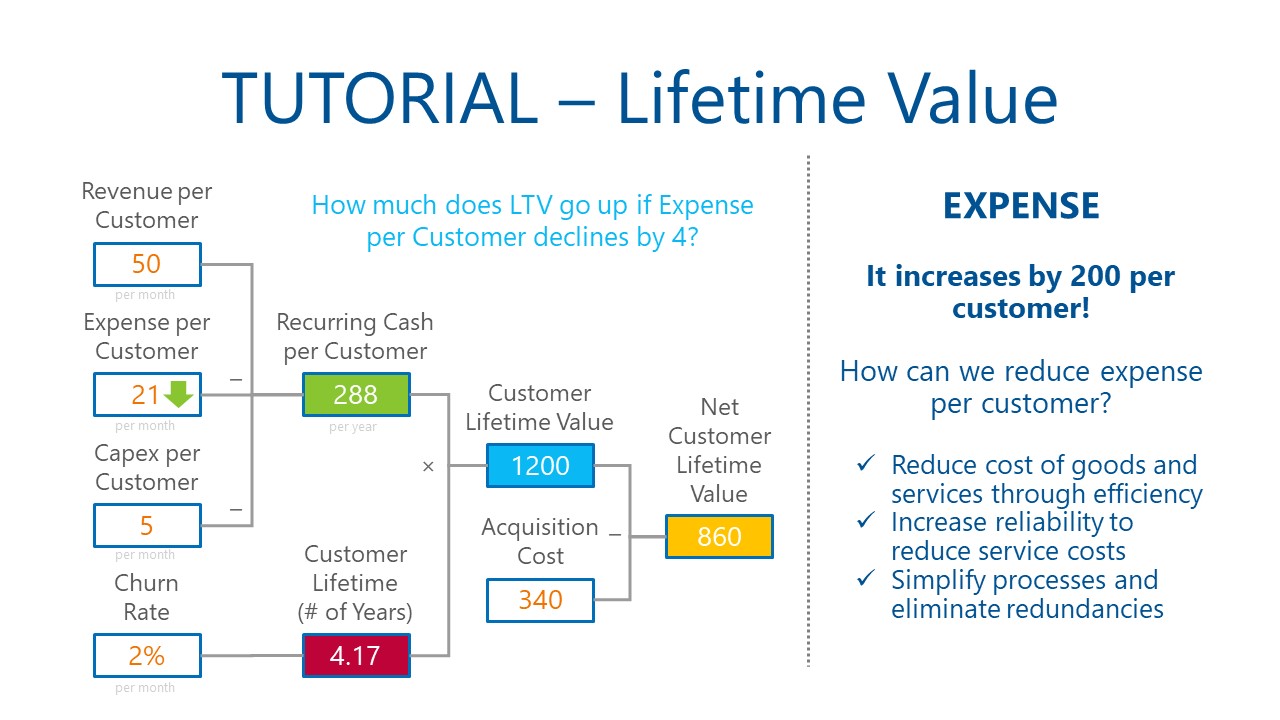 TUTORIAL – Lifetime Value
Revenue per
Customer
50
per month
Expense per
Customer
21
per month
Capex per
Customer
5
per month
Churn
Rate
2%
per month
How much does LTV go up if Expense
per Customer declines by 4?
–
–
Recurring Cash
per Customer
288
per year
Customer
Lifetime
(# of Years)
4.17
×
Customer
Lifetime Value
1200
Acquisition
Cost
340
–
Net
Customer
Lifetime
Value
860
EXPENSE
It increases by 200 per
customer!
How can we reduce expense
per customer?
✓ Reduce cost of goods and
services through efficiency
✓ Increase reliability to
reduce service costs
✓ Simplify processes and
eliminate redundancies